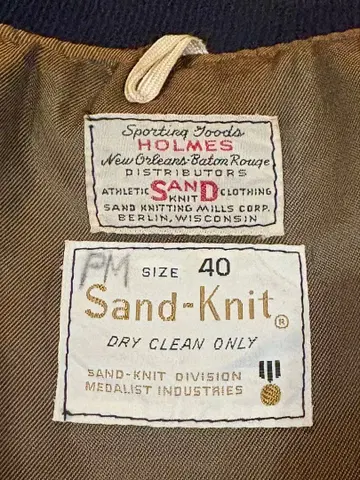 Sporting Goods
HOLMES
New Orleans-Baton Rouge
DISTRIBUTORS
ATHLETIC SAND CLOTHING
KNIT
SAND KNITTING MILLS CORP.
BERLIN, WISCONSIN
PM SIZE 40
Sand-Knit®
DRY CLEAN ONLY
SAND-KNIT DIVISION
MEDALIST INDUSTRIES